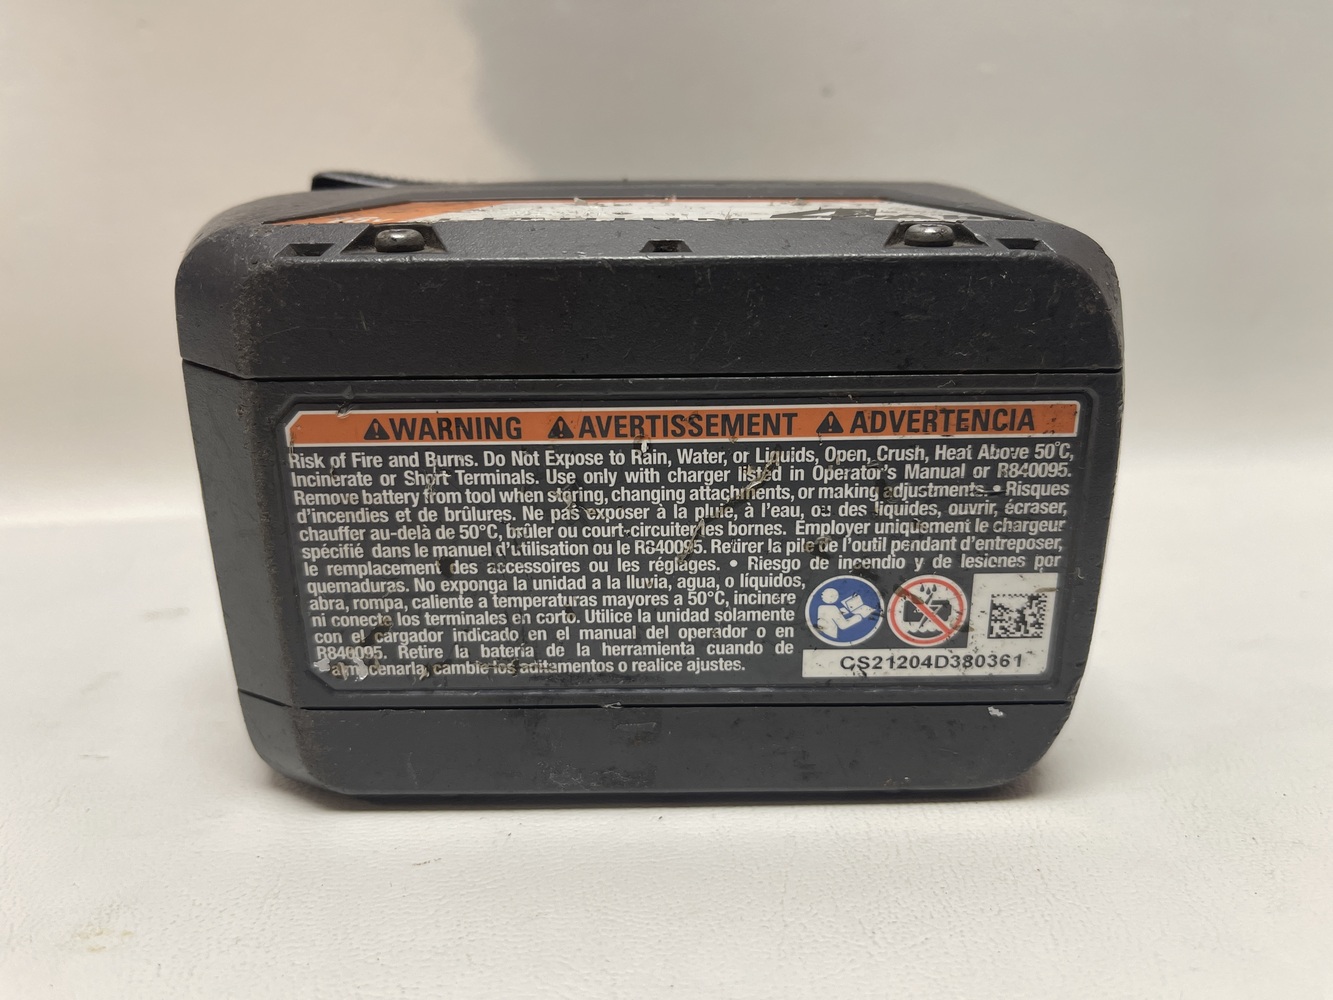 WARNING AVERTISSEMENT ADVERTENCIA
Risk of Fire and Burns. Do Not Expose to Rain, Water, or Liquids, Open, Crush, Heat Above 50°C,
Incinerate or Short Terminals. Use only with charger listed in Operator's Manual or R840095.
Remove battery from tool when storing, changing attachments, or making adjustments. • Risques
d'incendies et de brûlures. Ne pas exposer à la pluie, à l'eau, ou des liquides, ouvrir, écraser,
chauffer au-delà de 50°C, brûler ou court-circuiter les bornes. Employer uniquement le chargeur
spécifié dans le manuel d'utilisation ou le R840095. Retirer la pile de l'outil pendant d'entreposer,
le remplacement des accessoires ou les réglages. • Riesgo de incendio y de lesiones por
quemaduras. No exponga la unidad a la lluvia, agua, o líquidos,
abra, rompa, caliente a temperaturas mayores a 50°C, incinere
ni conecte los terminales en corto. Utilice la unidad solamente
con el cargador indicado en el manual del operador o en
R840095. Retire la batería de la herramienta cuando de
almacenarla, cambie los aditamentos o realice ajustes.
CS21204D380361